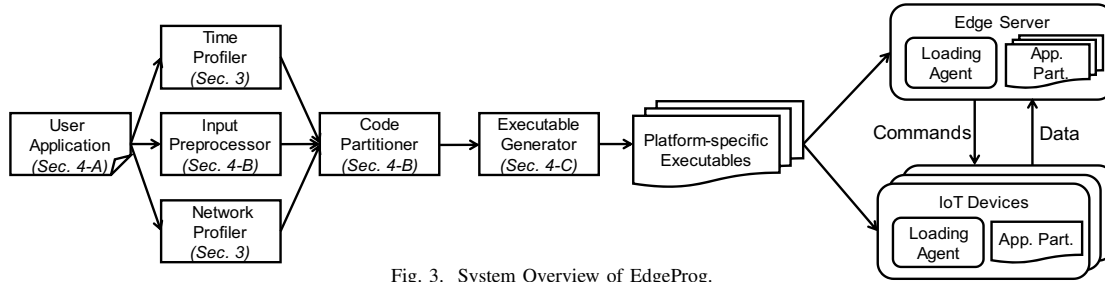 User
Application
(Sec. 4-A)
Time
Profiler
(Sec. 3)
Input
Preprocessor
(Sec. 4-B)
Network
Profiler
(Sec. 3)
Code
Partitioner
(Sec. 4-B)
Executable
Generator
(Sec. 4-C)
Platform-specific
Executables
Edge Server
Loading
Agent
App.
Part.
Commands
Data
IoT Devices
Loading
Agent
App. Part.
Fig. 3. System Overview of EdgeProg.